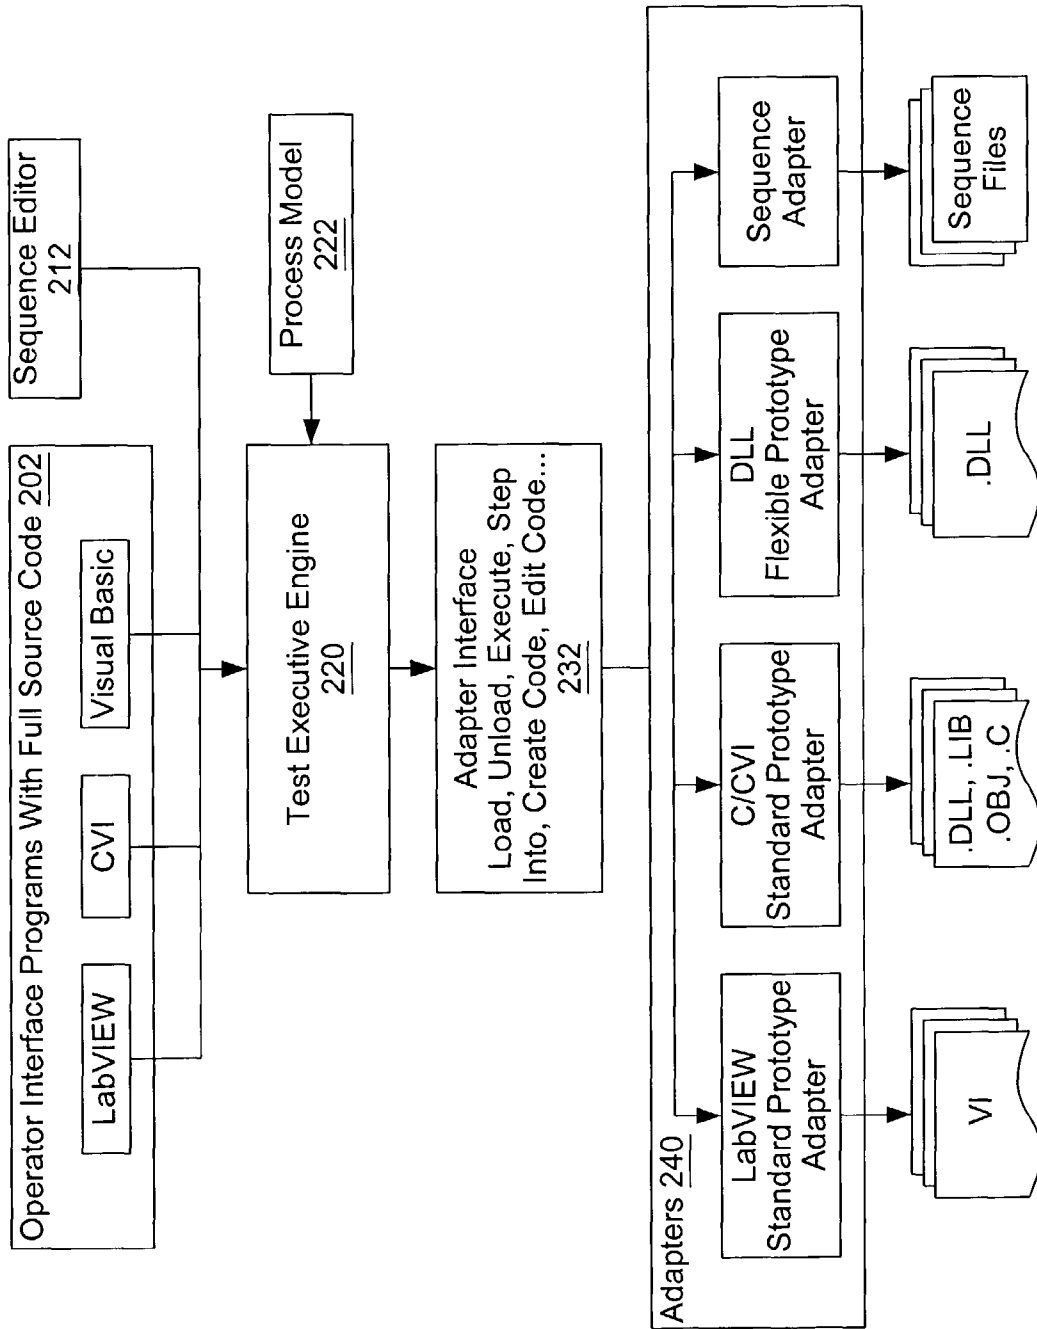 Operator Interface Programs With Full Source Code 202
LabVIEW
CVI
Visual Basic
Sequence Editor
212
Test Executive Engine
220
Process Model
222
Adapter Interface
Load, Unload, Execute, Step
Into, Create Code, Edit Code...
232
Adapters 240
LabVIEW
Standard Prototype
Adapter
C/CVI
Standard Prototype
Adapter
DLL
Flexible Prototype
Adapter
Sequence
Adapter
VI
.DLL, .LIB
.OBJ, .C
.DLL
Sequence
Files